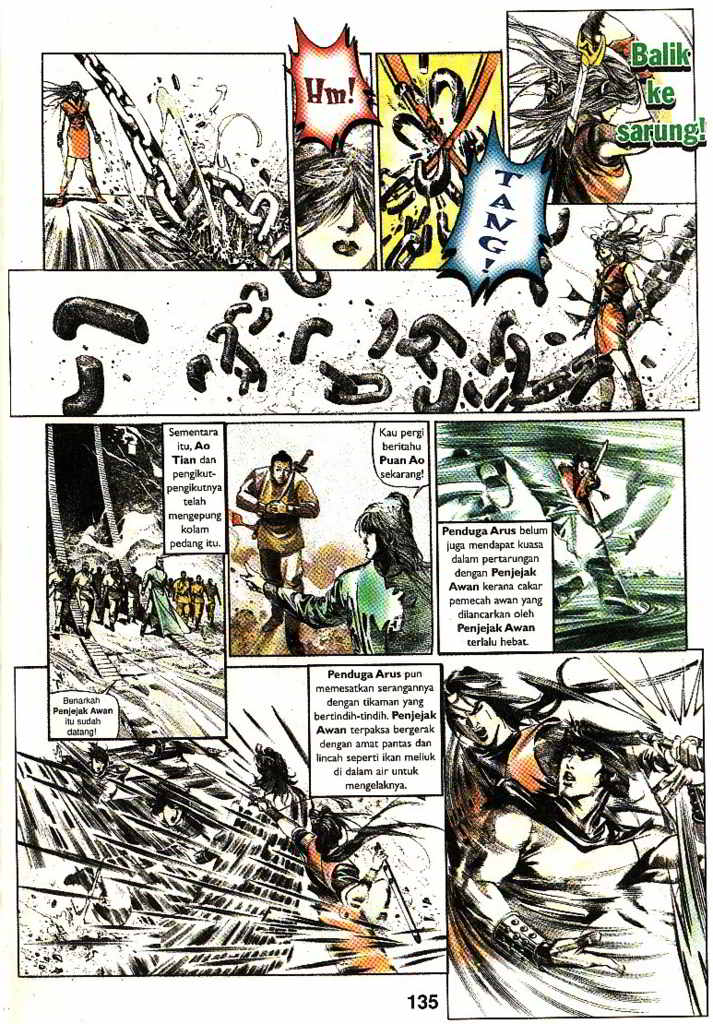 Hm!
Balik
ke
sarung!
TANG!
Sementara
itu, Ao
Tian dan
pengikut-
pengikutnya
telah
mengepung
kolam
pedang itu.
Benarkah
Penjejak Awan
itu sudah
datang!
Kau pergi
beritahu
Puan Ao
sekarang!
Penduga Arus belum
juga mendapat kuasa
dalam pertarungan
dengan Penjejak
Awan kerana cakar
pemecah awan yang
dilancarkan oleh
Penjejak Awan
terlalu hebat.
Penduga Arus pun
memesatkan serangannya
dengan tikaman yang
bertindih-tindih. Penjejak
Awan terpaksa bergerak
dengan amat pantas dan
lincah seperti ikan meliuk
di dalam air untuk
mengelaknya.
135